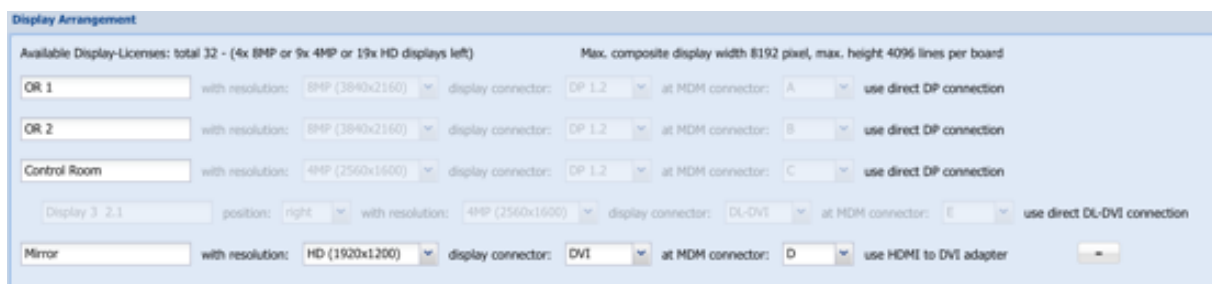 Display Arrangement
Available Display-Licenses: total 32 - (4x 8MP or 9x 4MP or 19x HD displays left) Max. composite display width 8192 pixel, max. height 4096 lines per board
OR 1 with resolution: 8MP (3840x2160) display connector: DP 1.2 at MDM connector: A use direct DP connection
OR 2 with resolution: 8MP (3840x2160) display connector: DP 1.2 at MDM connector: B use direct DP connection
Control Room with resolution: 4MP (2560x1600) display connector: DP 1.2 at MDM connector: C use direct DP connection
Display 3 2.1 position: right with resolution: 4MP (2560x1600) display connector: DL-DVI at MDM connector: E use direct DL-DVI connection
Mirror with resolution: HD (1920x1200) display connector: DVI at MDM connector: D use HDMI to DVI adapter -